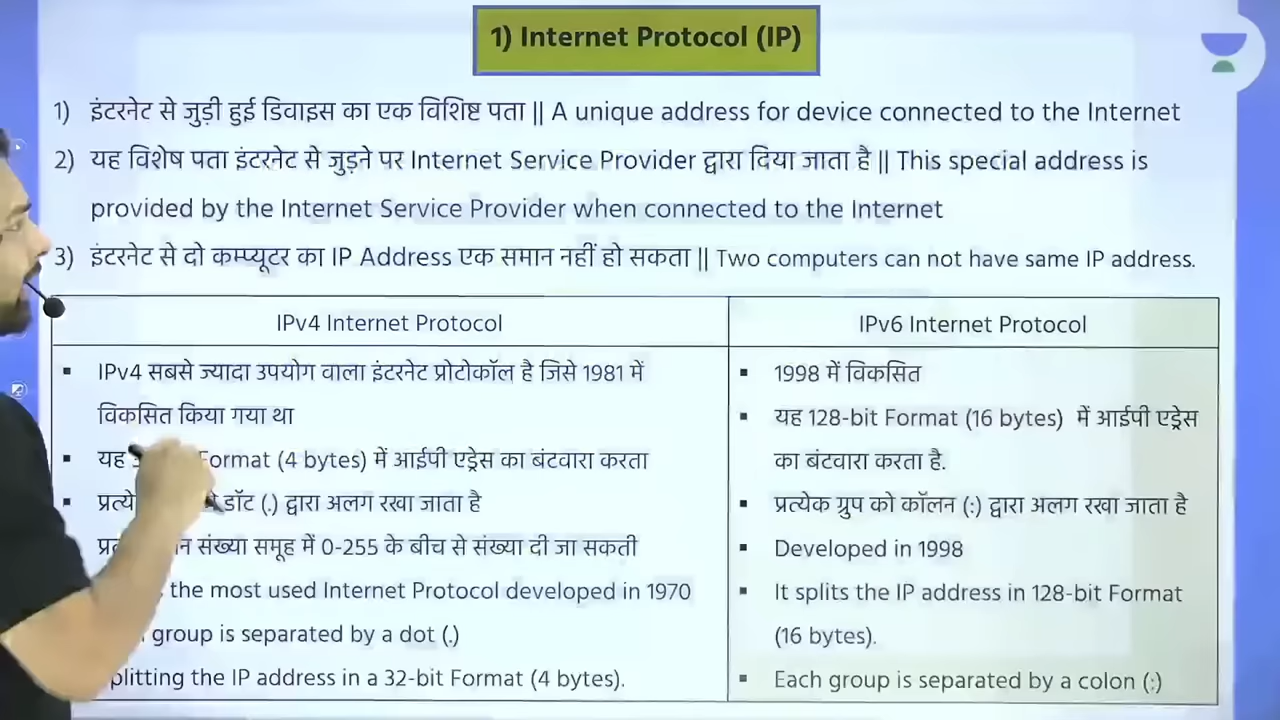 1) Internet Protocol (IP)
1) इंटरनेट से जुड़ी हुई डिवाइस का एक विशिष्ट पता || A unique address for device connected to the Internet
2) यह विशेष पता इंटरनेट से जुड़ने पर Internet Service Provider द्वारा दिया जाता है || This special address is
provided by the Internet Service Provider when connected to the Internet
3) इंटरनेट से दो कम्प्यूटर का IP Address एक समान नहीं हो सकता || Two computers can not have same IP address.
IPv4 Internet Protocol
▪ IPv4 सबसे ज्यादा उपयोग वाला इंटरनेट प्रोटोकॉल है जिसे 1981 में
विकसित किया गया था
▪ यह Format (4 bytes) में आईपी एड्रेस का बंटवारा करता
▪ डॉट (.) द्वारा अलग रखा जाता है
संख्या समूह में 0-255 के बीच से संख्या दी जा सकती
the most used Internet Protocol developed in 1970
group is separated by a dot (.)
the IP address in a 32-bit Format (4 bytes).
IPv6 Internet Protocol
▪ 1998 में विकसित
▪ यह 128-bit Format (16 bytes) में आईपी एड्रेस
का बंटवारा करता है.
▪ प्रत्येक ग्रुप को कॉलन (:) द्वारा अलग रखा जाता है
▪ Developed in 1998
▪ It splits the IP address in 128-bit Format
(16 bytes).
▪ Each group is separated by a colon (:)